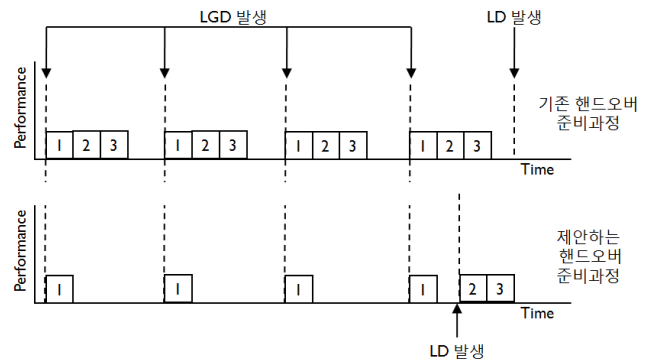 LGD 발생
LD 발생
Performance
1 2 3
1 2 3
1 2 3
1 2 3
기존 핸드오버
준비과정
Time
Performance
1
1
1
1
2 3
제안하는
핸드오버
준비과정
Time
LD 발생